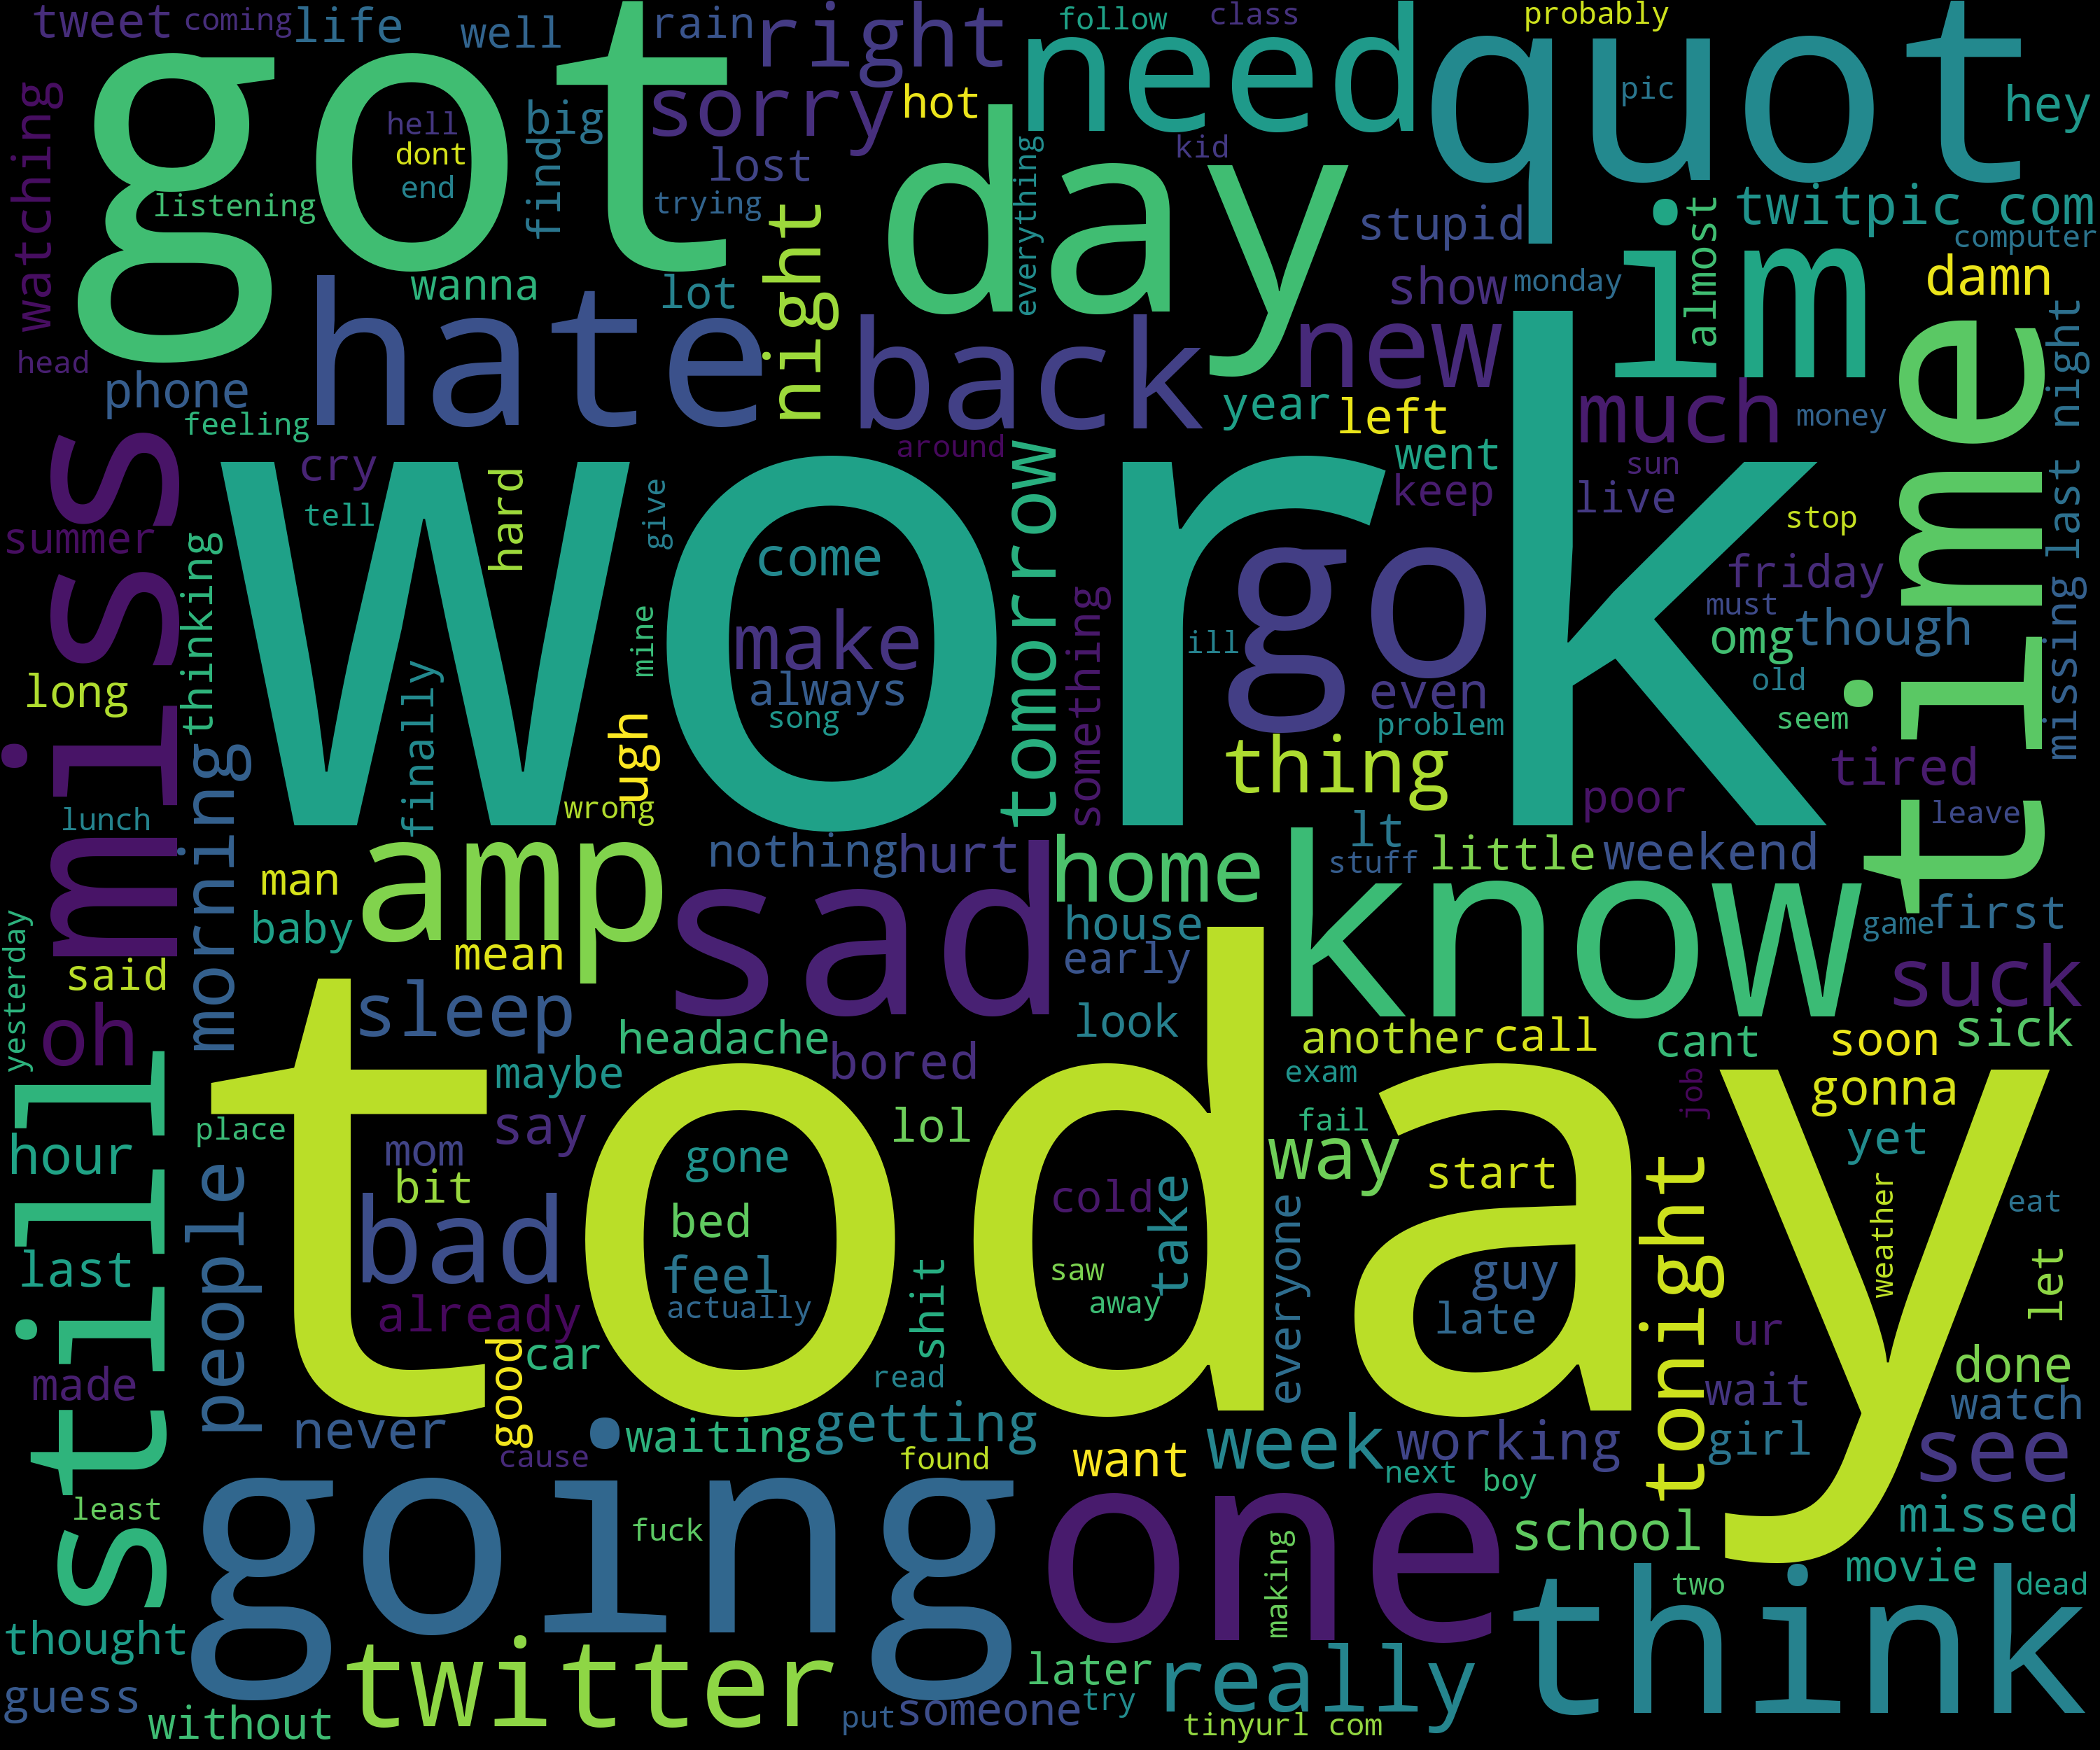 tweet
coming
life
well
rain
right
follow
class
probably
got
need
quot
pic
hey
watching
hell
dont
end
big
find
sorry
hot
lost
kid
day
everything
listening
trying
stupid
im
almost
twitpic com
computer
wanna
lot
night
show
monday
damn
head
hate
back
new
time
last night
phone
feeling
year
left
much
money
around
miss
cry
hard
went
keep
sun
live
work
tomorrow
tell
give
stop
summer
thinking
come
go
friday
must
omg
though
missing
mine
make
something
ill
even
old
long
finally
always
song
problem
seem
morning
ugh
thing
tired
lunch
wrong
poor
leave
man
amp
nothing
hurt
home
lt
stuff
little
weekend
know
baby
sad
house
game
first
yesterday
said
mean
early
suck
oh
sleep
look
headache
bored
another
call
cant
soon
sick
still
today
maybe
exam
job
gonna
hour
place
mom
say
lol
fail
way
yet
people
bit
gone
cold
take
start
tonight
weather
eat
last
bad
bed
feel
saw
away
everyone
guy
late
let
already
actually
shit
ur
made
good
car
read
wait
done
watch
never
waiting
getting
week
working
girl
see
cause
found
want
next
boy
least
going
fuck
one
making
school
missed
think
two
movie
dead
thought
twitter
later
really
guess
without
put
someone
try
tinyurl com